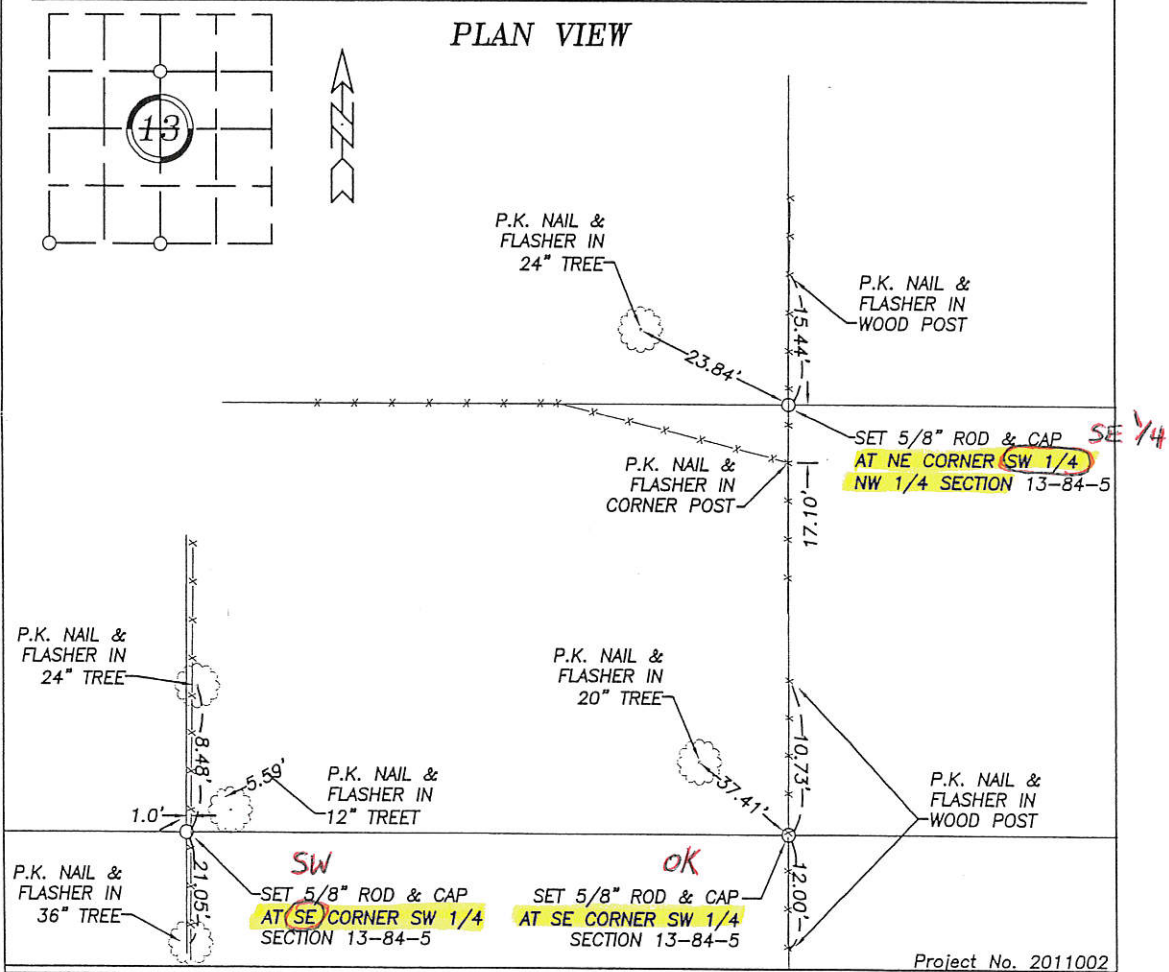 PLAN VIEW
13
N
P.K. NAIL &
FLASHER IN
24" TREE
P.K. NAIL &
FLASHER IN
WOOD POST
15.44'
23.84'
SET 5/8" ROD & CAP
AT NE CORNER SW 1/4
NW 1/4 SECTION 13-84-5
SE 1/4
P.K. NAIL &
FLASHER IN
CORNER POST
17.10'
P.K. NAIL &
FLASHER IN
24" TREE
8.48'
5.59'
P.K. NAIL &
FLASHER IN
12" TREET
1.0'
P.K. NAIL &
FLASHER IN
20" TREE
10.73'
37.41'
P.K. NAIL &
FLASHER IN
WOOD POST
P.K. NAIL &
FLASHER IN
36" TREE
21.05'
SW
SET 5/8" ROD & CAP
AT SE CORNER SW 1/4
SECTION 13-84-5
OK
SET 5/8" ROD & CAP
AT SE CORNER SW 1/4
SECTION 13-84-5
12.00'
Project No. 2011002